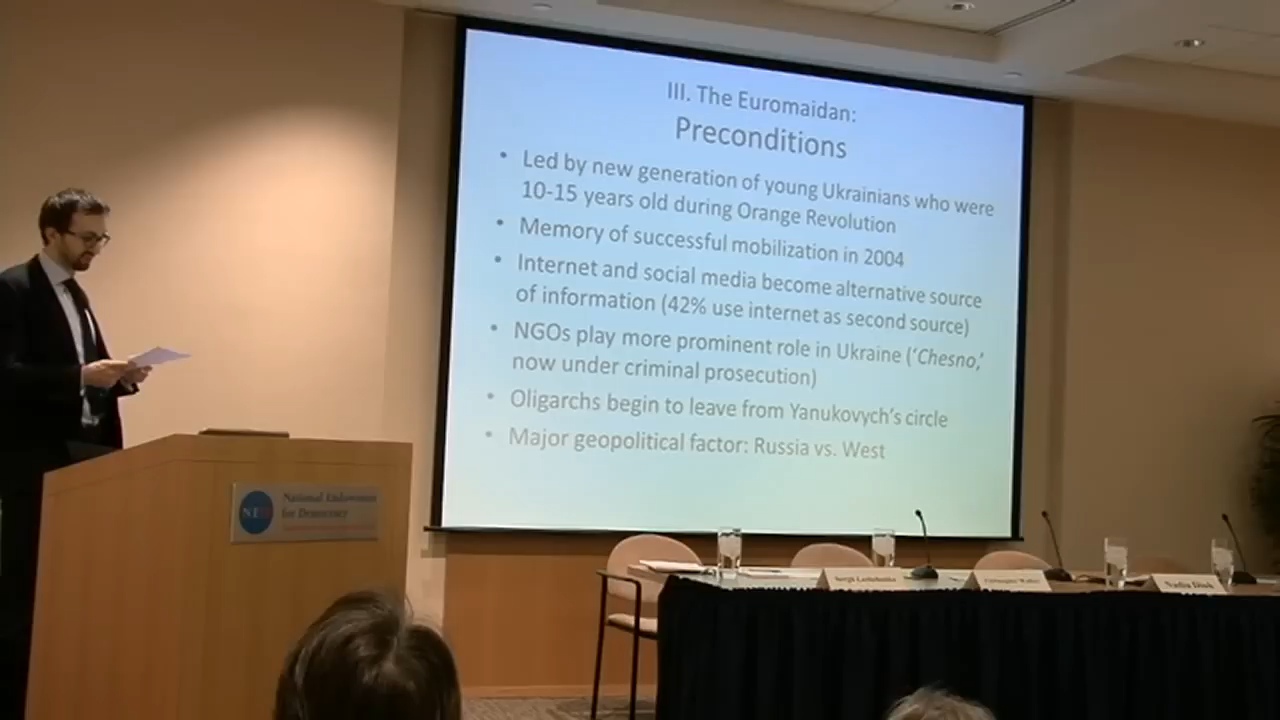 III. The Euromaidan:
Preconditions
• Led by new generation of young Ukrainians who were
10-15 years old during Orange Revolution
• Memory of successful mobilization in 2004
• Internet and social media become alternative source
of information (42% use internet as second source)
• NGOs play more prominent role in Ukraine ('Chesno,'
now under criminal prosecution)
• Oligarchs begin to leave from Yanukovych's circle
• Major geopolitical factor: Russia vs. West
NED
National Endowment
for Democracy
Nadia Diuk